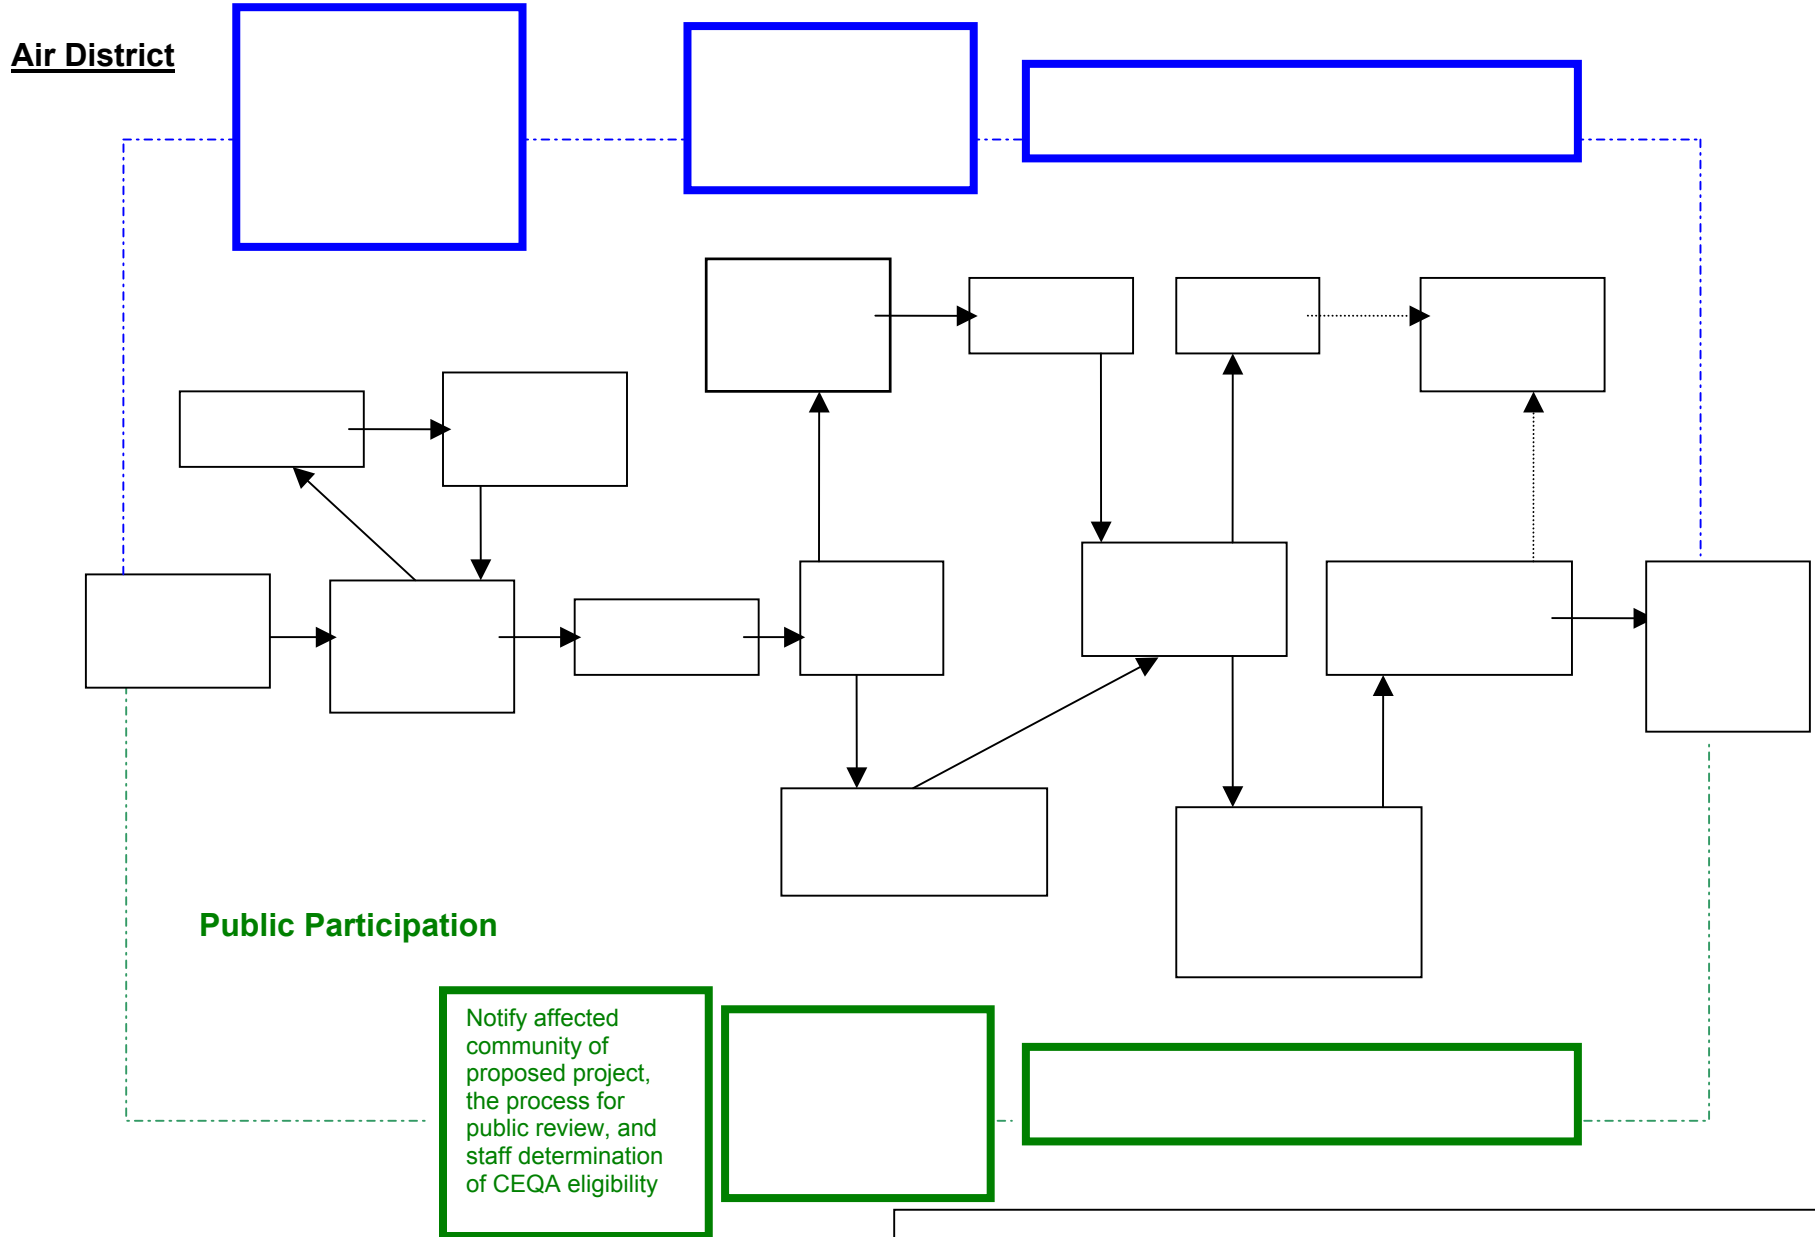 Air District
Public Participation
Notify affected
community of
proposed project,
the process for
public review, and
staff determination
of CEQA eligibility